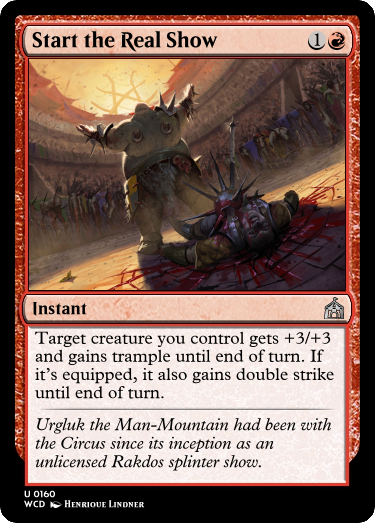 Start the Real Show 1
Instant
Target creature you control gets +3/+3
and gains trample until end of turn. If
it's equipped, it also gains double strike
until end of turn.
Urgluk the Man-Mountain had been with
the Circus since its inception as an
unlicensed Rakdos splinter show.
U 0160
WCD Henrique Lindner